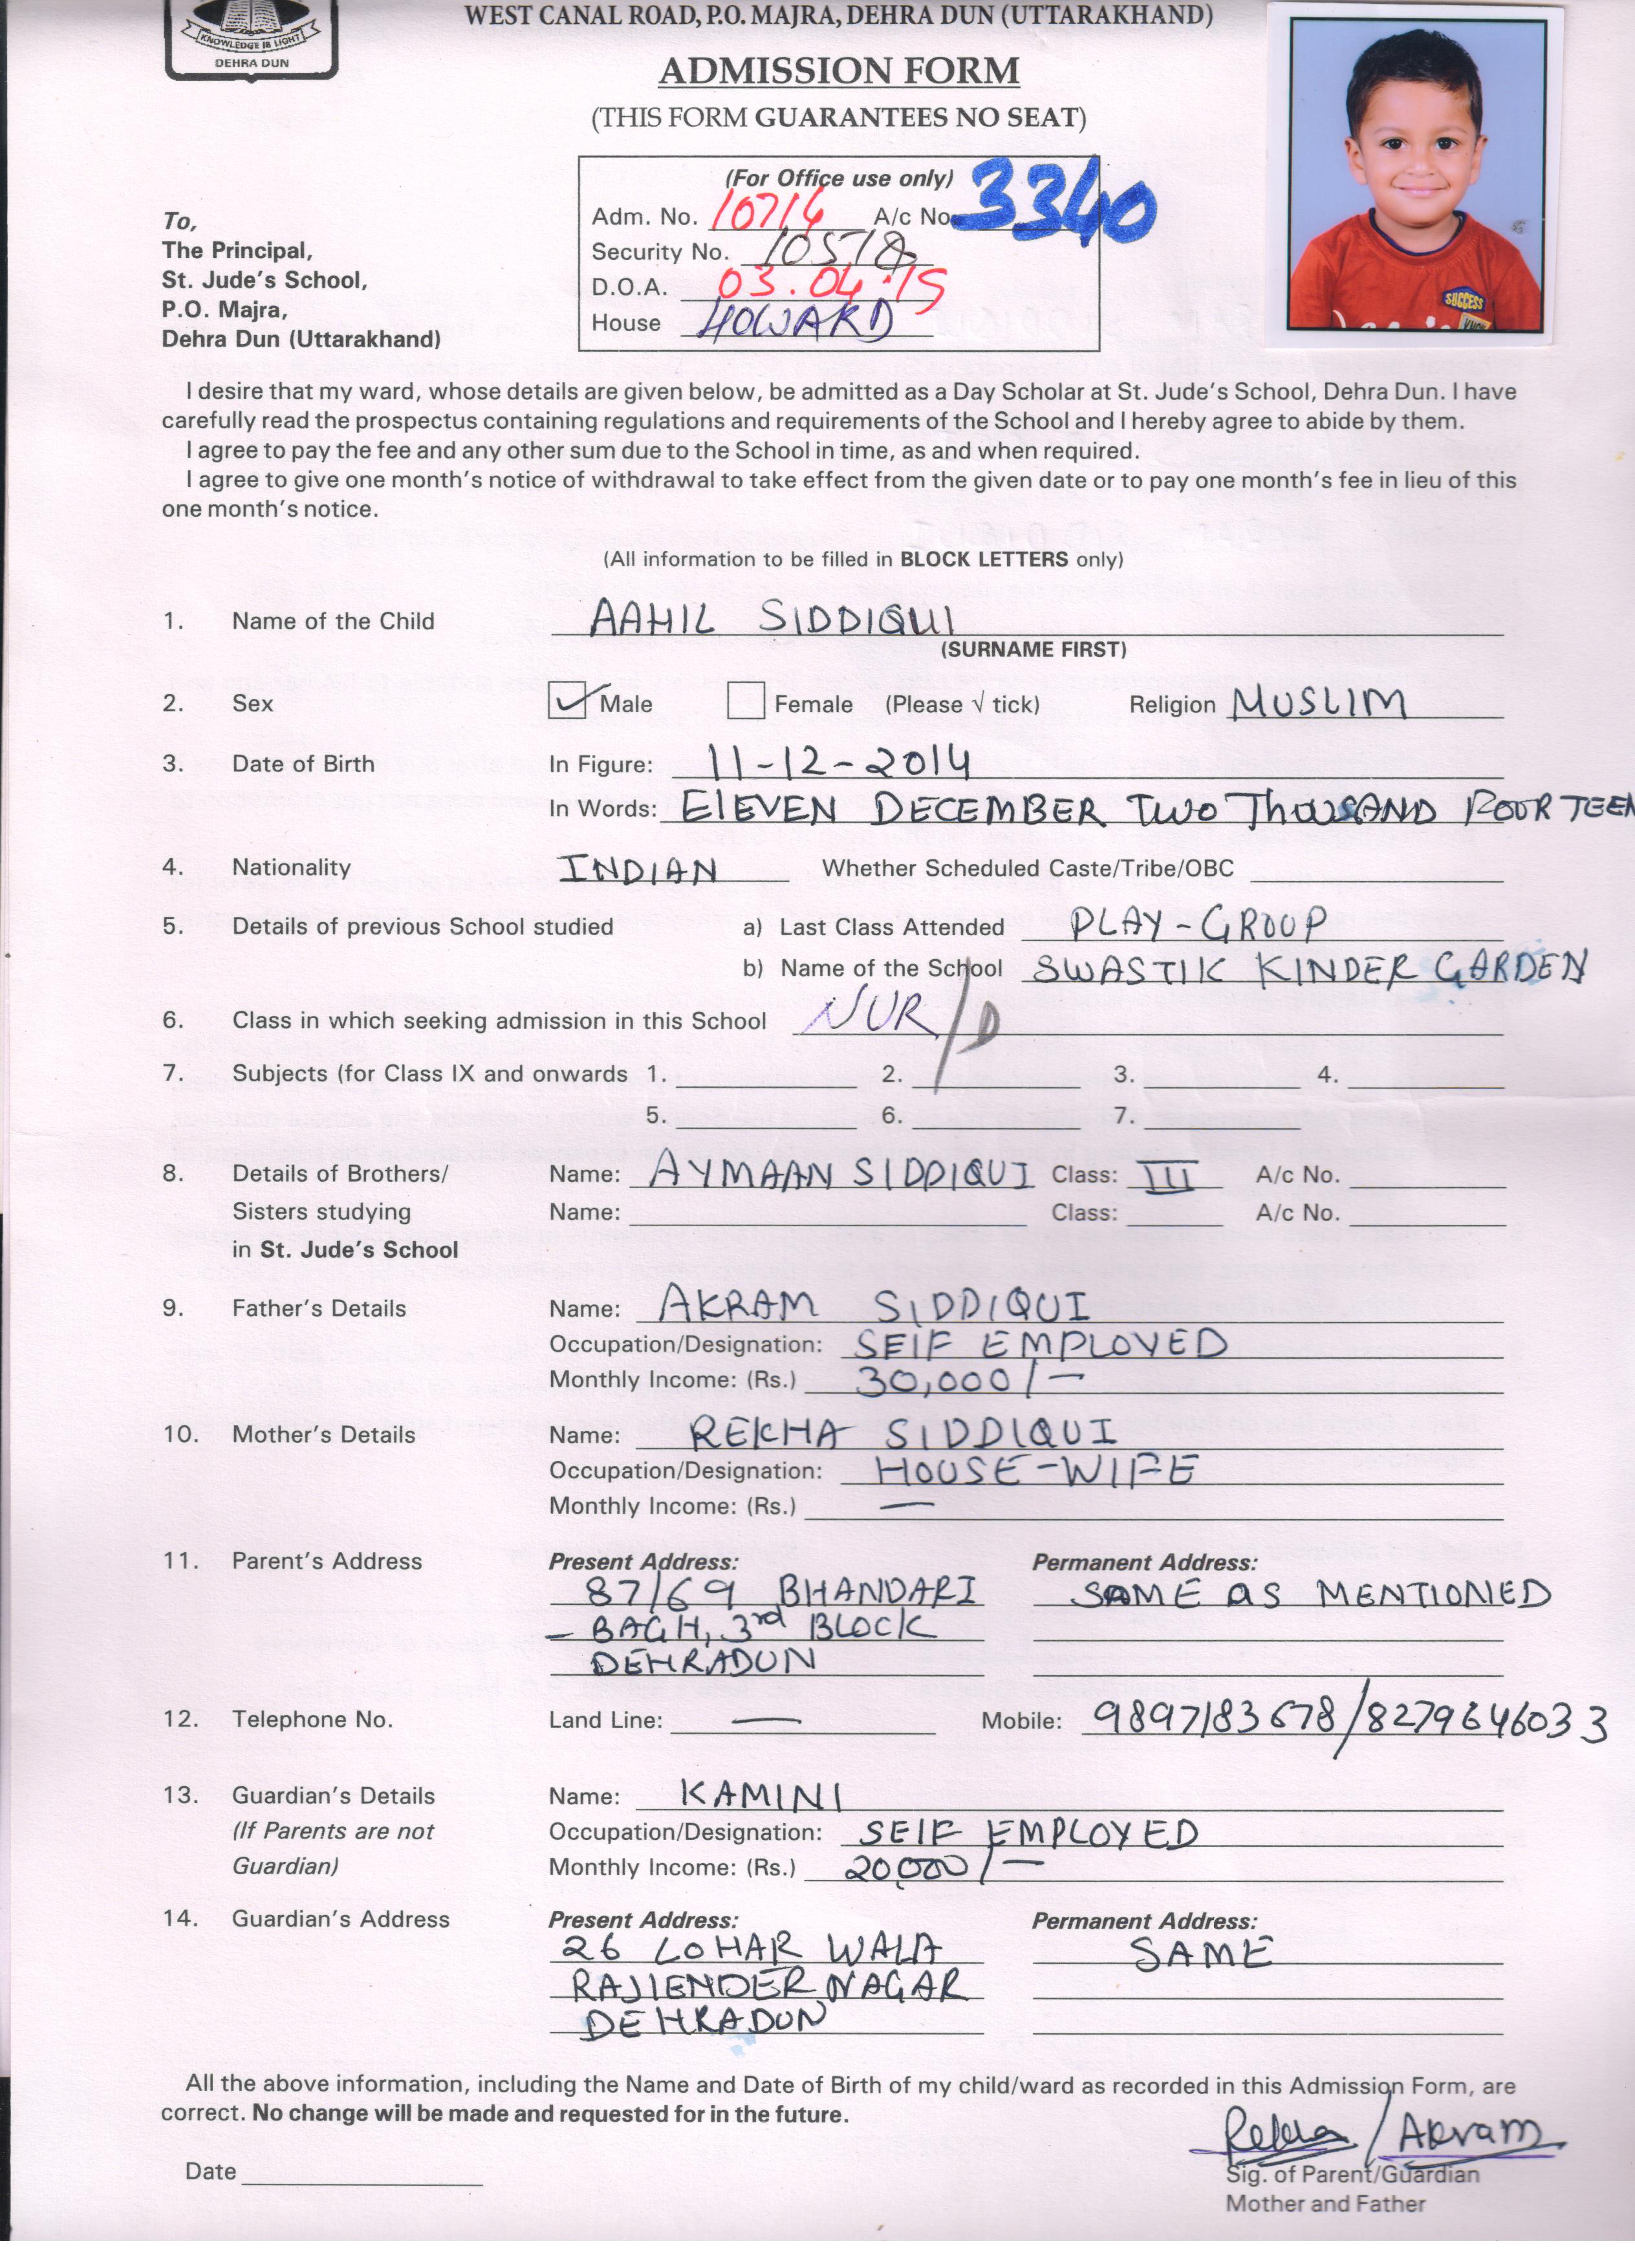 KNOWLEDGE IS LIGHT
DEHRA DUN
WEST CANAL ROAD, P.O. MAJRA, DEHRA DUN (UTTARAKHAND)
ADMISSION FORM
(THIS FORM GUARANTEES NO SEAT)
(For Office use only)
Adm. No. 10714 A/c No. 3340
Security No. 10518
D.O.A. 03.04.19
House HOWARD
To,
The Principal,
St. Jude's School,
P.O. Majra,
Dehra Dun (Uttarakhand)
SUCCESS
I desire that my ward, whose details are given below, be admitted as a Day Scholar at St. Jude's School, Dehra Dun. I have
carefully read the prospectus containing regulations and requirements of the School and I hereby agree to abide by them.
I agree to pay the fee and any other sum due to the School in time, as and when required.
I agree to give one month's notice of withdrawal to take effect from the given date or to pay one month's fee in lieu of this
one month's notice.
(All information to be filled in BLOCK LETTERS only)
1. Name of the Child AAHIL SIDDIQUI
(SURNAME FIRST)
2. Sex ✓ Male Female (Please √ tick) Religion MUSLIM
3. Date of Birth In Figure: 11-12-2014
In Words: ElEVEN DECEMBER Two ThouSAND FOUR TEEN
4. Nationality INDIAN Whether Scheduled Caste/Tribe/OBC
5. Details of previous School studied a) Last Class Attended PLAY-GROUP
b) Name of the School SWASTIK KINDER GARDEN
6. Class in which seeking admission in this School NUR/D
7. Subjects (for Class IX and onwards 1. 2. 3. 4.
5. 6. 7.
8. Details of Brothers/ Name: AYMAAN SIDDIQUI Class: III A/c No.
Sisters studying Name: Class: A/c No.
in St. Jude's School
9. Father's Details Name: AKRAM SIDDIQUI
Occupation/Designation: SElF EMPLOYED
Monthly Income: (Rs.) 30,000/-
10. Mother's Details Name: REKHA SIDDIQUI
Occupation/Designation: HOUSE-WIFE
Monthly Income: (Rs.) —
11. Parent's Address Present Address: Permanent Address:
87/69 BHANDARI SAME aS MENTIONED
- BAGH, 3rd BLOCK
DEHRADUN
12. Telephone No. Land Line: — Mobile: 9897183678/8279646033
13. Guardian's Details Name: KAMINI
(If Parents are not Occupation/Designation: SElF EMPLOYED
Guardian) Monthly Income: (Rs.) 20,000/-
14. Guardian's Address Present Address: Permanent Address:
26 LOHAR WALA SAME
RAJIENDER NAGAR
DEHRADUN
All the above information, including the Name and Date of Birth of my child/ward as recorded in this Admission Form, are
correct. No change will be made and requested for in the future.
Rekha / Akram
Date Sig. of Parent/Guardian
Mother and Father